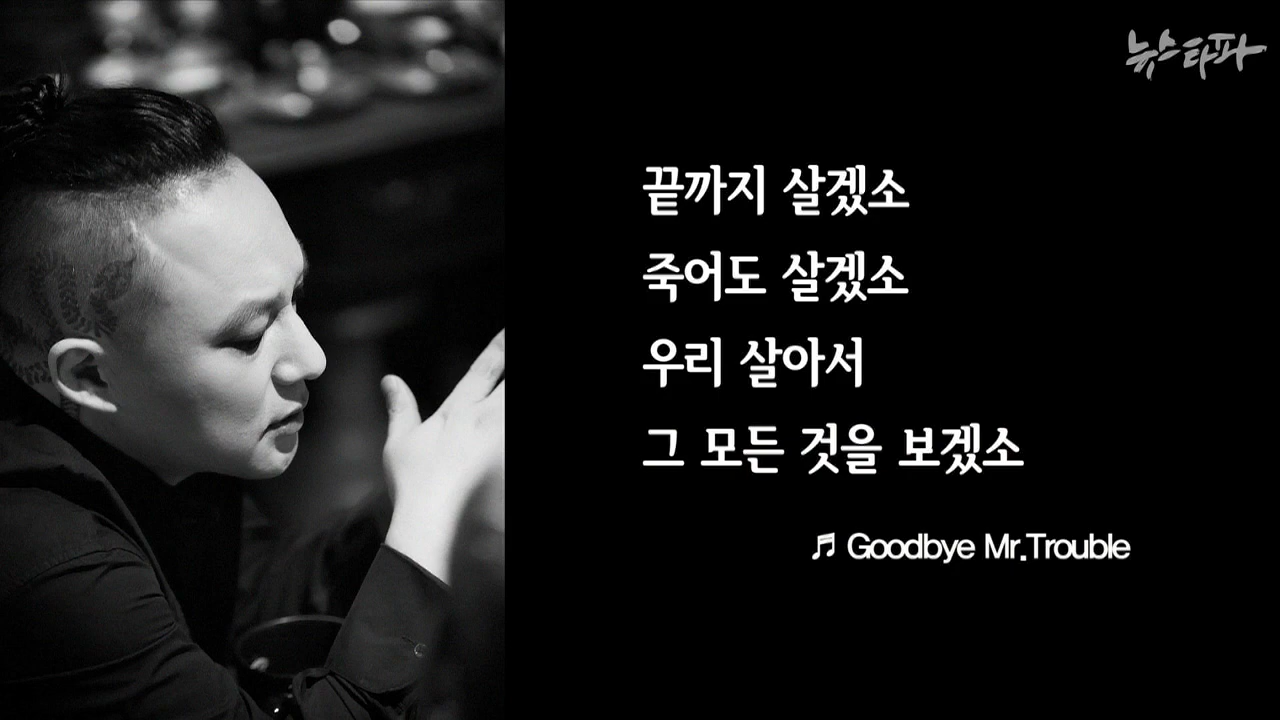 뉴스타파
끝까지 살겠소
죽어도 살겠소
우리 살아서
그 모든 것을 보겠소
♬ Goodbye Mr.Trouble